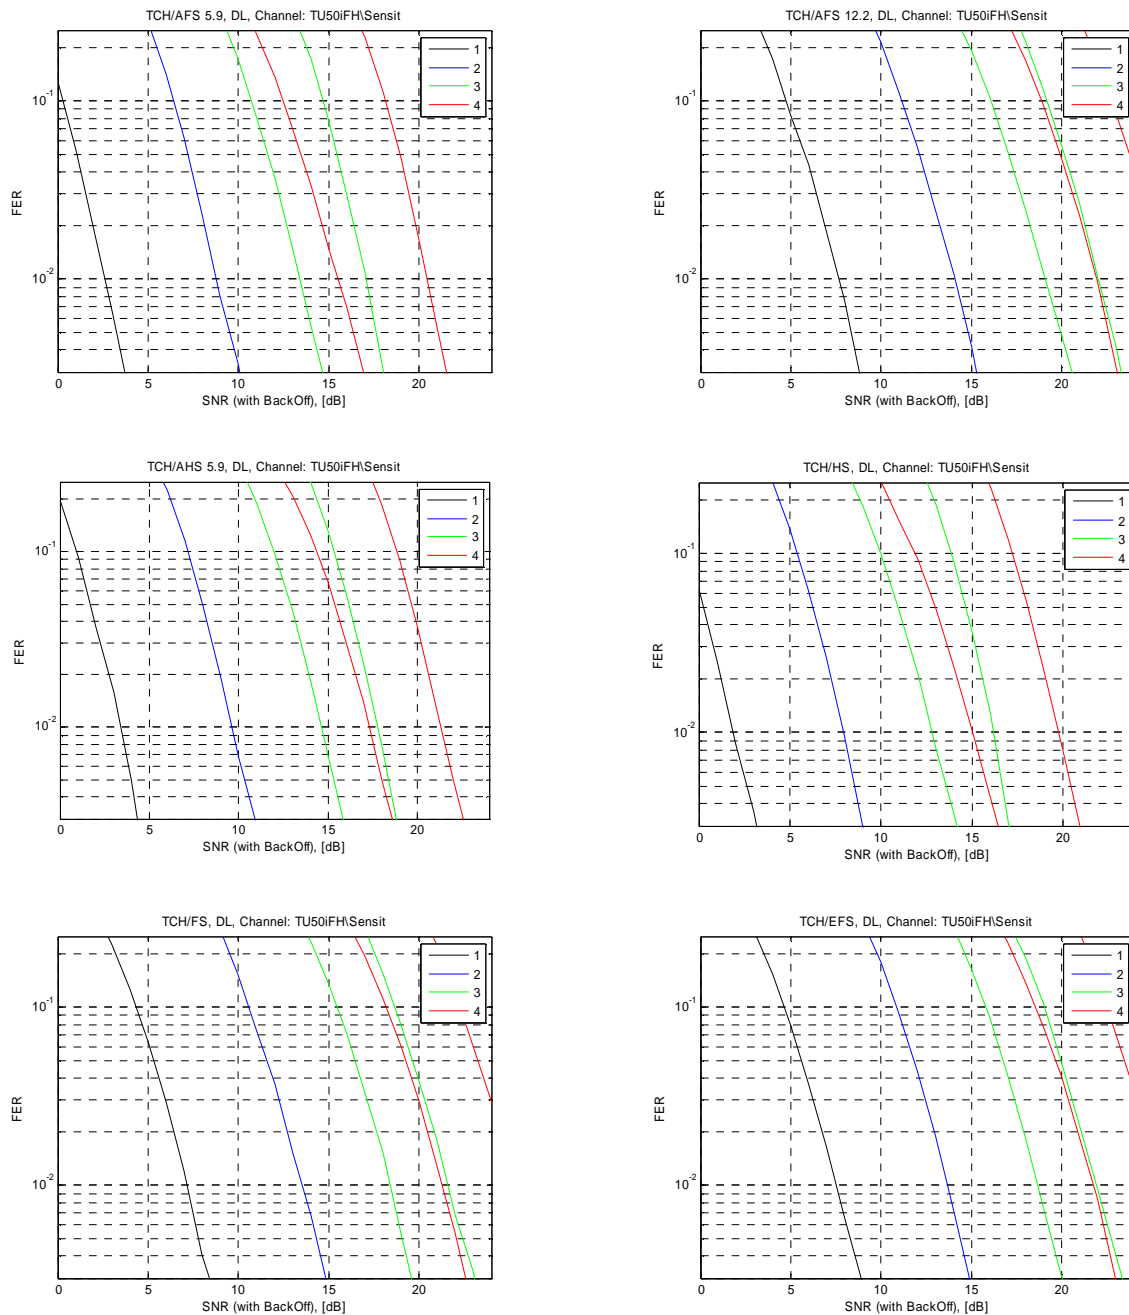 TCH/AFS 5.9, DL, Channel: TU50iFH\Sensit
1
2
3
4
10-1
10-2
FER
0 5 10 15 20
SNR (with BackOff), [dB]
TCH/AFS 12.2, DL, Channel: TU50iFH\Sensit
1
2
3
4
10-1
10-2
FER
0 5 10 15 20
SNR (with BackOff), [dB]
TCH/AHS 5.9, DL, Channel: TU50iFH\Sensit
1
2
3
4
10-1
10-2
FER
0 5 10 15 20
SNR (with BackOff), [dB]
TCH/HS, DL, Channel: TU50iFH\Sensit
1
2
3
4
10-1
10-2
FER
0 5 10 15 20
SNR (with BackOff), [dB]
TCH/FS, DL, Channel: TU50iFH\Sensit
1
2
3
4
10-1
10-2
FER
0 5 10 15 20
SNR (with BackOff), [dB]
TCH/EFS, DL, Channel: TU50iFH\Sensit
1
2
3
4
10-1
10-2
FER
0 5 10 15 20
SNR (with BackOff), [dB]